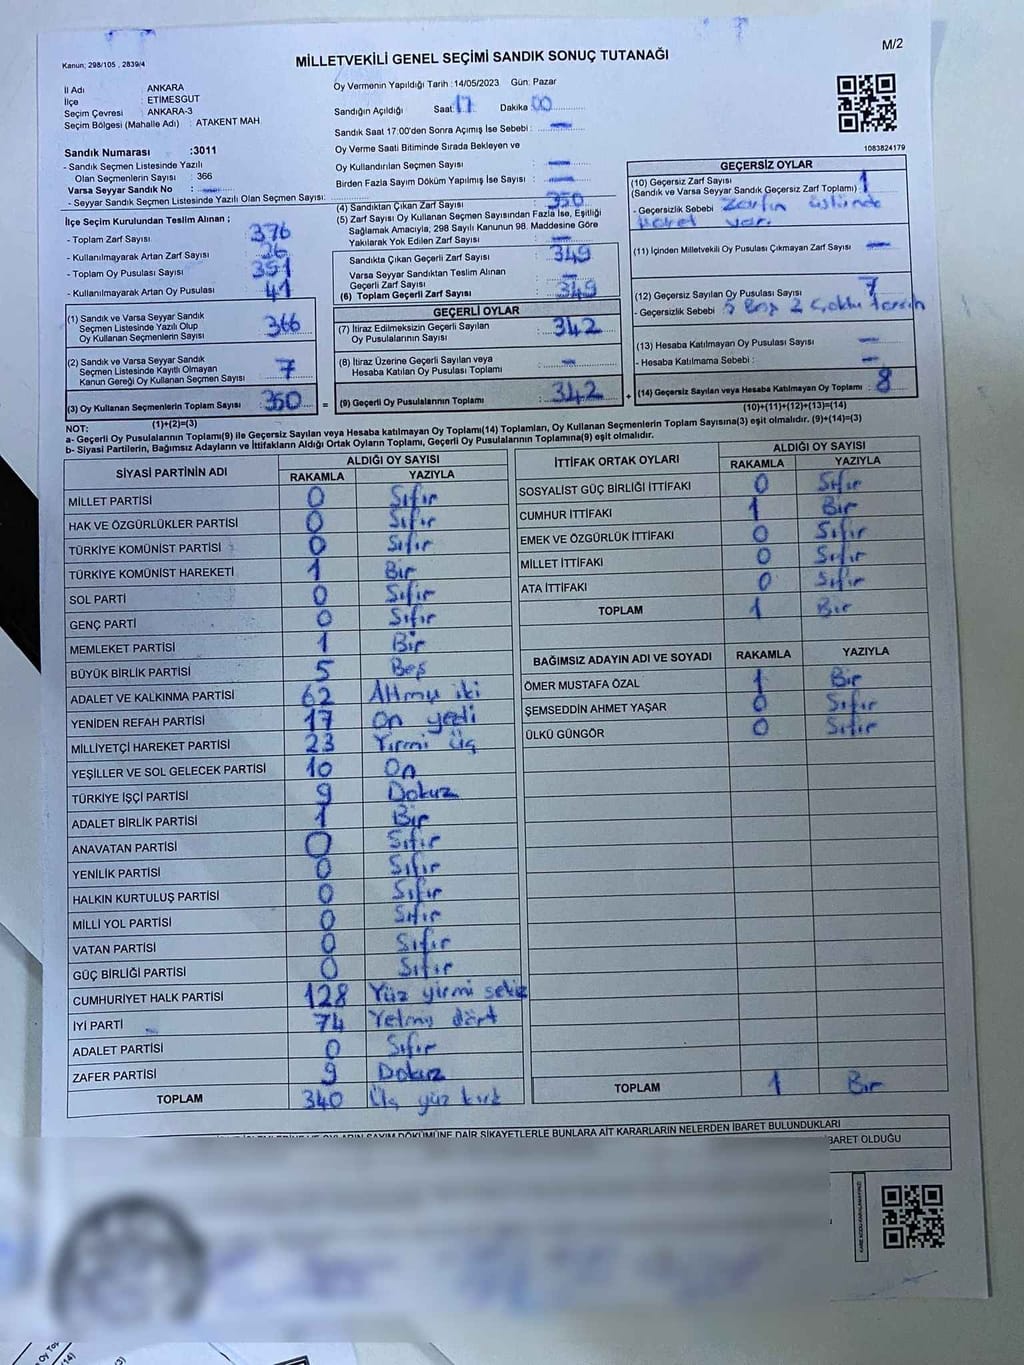 M/2
Kanun; 298/105 , 2839/4
MİLLETVEKİLİ GENEL SEÇİMİ SANDIK SONUÇ TUTANAĞI
İl Adı ANKARA
İlçe ETİMESGUT
Seçim Çevresi ANKARA-3
Seçim Bölgesi (Mahalle Adı) : ATAKENT MAH.
Sandık Numarası :3011
- Sandık Seçmen Listesinde Yazılı
Olan Seçmenlerin Sayısı : 366
Varsa Seyyar Sandık No :
- Seyyar Sandık Seçmen Listesinde Yazılı Olan Seçmen Sayısı:
Oy Vermenin Yapıldığı Tarih :14/05/2023 Gün: Pazar
Sandığın Açıldığı Saat: 17 Dakika 00
Sandık Saat 17.00'den Sonra Açımış İse Sebebi : —
Oy Verme Saati Bitiminde Sırada Bekleyen ve
Oy Kullandırılan Seçmen Sayısı : —
Birden Fazla Sayım Döküm Yapılmış İse Sayısı : —
1083824179
İlçe Seçim Kurulundan Teslim Alınan ;
- Toplam Zarf Sayısı : 376
- Kullanılmayarak Artan Zarf Sayısı : 26
- Toplam Oy Pusulası Sayısı : 391
- Kullanılmayarak Artan Oy Pusulası : 41
(1) Sandık ve Varsa Seyyar Sandık
Seçmen Listesinde Yazılı Olup
Oy Kullanan Seçmenlerin Sayısı : 366
(2) Sandık ve Varsa Seyyar Sandık
Seçmen Listesinde Kayıtlı Olmayan
Kanun Gereği Oy Kullanan Seçmen Sayısı : 7
(3) Oy Kullanan Seçmenlerin Toplam Sayısı : 350
(1)+(2)=(3)
(4) Sandıktan Çıkan Zarf Sayısı : 350
(5) Zarf Sayısı Oy Kullanan Seçmen Sayısından Fazla İse, Eşitliği
Sağlamak Amacıyla; 298 Sayılı Kanunun 98. Maddesine Göre
Yakılarak Yok Edilen Zarf Sayısı : —
Sandıkta Çıkan Geçerli Zarf Sayısı : 349
Varsa Seyyar Sandıktan Teslim Alınan
Geçerli Zarf Sayısı : —
(6) Toplam Geçerli Zarf Sayısı : 349
GEÇERLİ OYLAR
(7) İtiraz Edilmeksizin Geçerli Sayılan
Oy Pusulalarının Sayısı : 342
(8) İtiraz Üzerine Geçerli Sayılan veya
Hesaba Katılan Oy Pusulası Toplamı : —
= (9) Geçerli Oy Pusulalarının Toplamı : 342 +
GEÇERSİZ OYLAR
(10) Geçersiz Zarf Sayısı
(Sandık ve Varsa Seyyar Sandık Geçersiz Zarf Toplamı) : 1
- Geçersizlik Sebebi : Zarfın üstünde
var.
(11) İçinden Milletvekili Oy Pusulası Çıkmayan Zarf Sayısı : —
(12) Geçersiz Sayılan Oy Pusulası Sayısı : 7
- Geçersizlik Sebebi : 5 Boş 2 Çoklu tercih
(13) Hesaba Katılmayan Oy Pusulası Sayısı : —
- Hesaba Katılmama Sebebi : —
(14) Geçersiz Sayılan veya Hesaba Katılmayan Oy Toplamı : 8
(10)+(11)+(12)+(13)=(14)
NOT:
a- Geçerli Oy Pusulalarının Toplamı(9) ile Geçersiz Sayılan veya Hesaba katılmayan Oy Toplamı(14) Toplamları, Oy Kullanan Seçmenlerin Toplam Sayısına(3) eşit olmalıdır. (9)+(14)=(3)
b- Siyasi Partilerin, Bağımsız Adayların ve İttifakların Aldığı Ortak Oyların Toplamı, Geçerli Oy Pusulalarının Toplamına(9) eşit olmalıdır.
SİYASİ PARTİNİN ADI ALDIĞI OY SAYISI
RAKAMLA YAZIYLA
MİLLET PARTİSİ 0 Sıfır
HAK VE ÖZGÜRLÜKLER PARTİSİ 0 Sıfır
TÜRKİYE KOMÜNİST PARTİSİ 0 Sıfır
TÜRKİYE KOMÜNİST HAREKETİ 1 Bir
SOL PARTİ 0 Sıfır
GENÇ PARTİ 0 Sıfır
MEMLEKET PARTİSİ 1 Bir
BÜYÜK BİRLİK PARTİSİ 5 Beş
ADALET VE KALKINMA PARTİSİ 62 Altmış iki
YENİDEN REFAH PARTİSİ 17 On yedi
MİLLİYETÇİ HAREKET PARTİSİ 23 Yirmi Üç
YEŞİLLER VE SOL GELECEK PARTİSİ 10 On
TÜRKİYE İŞÇİ PARTİSİ 9 Dokuz
ADALET BİRLİK PARTİSİ 1 Bir
ANAVATAN PARTİSİ 0 Sıfır
YENİLİK PARTİSİ 0 Sıfır
HALKIN KURTULUŞ PARTİSİ 0 Sıfır
MİLLİ YOL PARTİSİ 0 Sıfır
VATAN PARTİSİ 0 Sıfır
GÜÇ BİRLİĞİ PARTİSİ 0 Sıfır
CUMHURİYET HALK PARTİSİ 128 Yüz yirmi sekiz
İYİ PARTİ 74 Yetmiş dört
ADALET PARTİSİ 0 Sıfır
ZAFER PARTİSİ 9 Dokuz
TOPLAM 340 Üç yüz kırk
İTTİFAK ORTAK OYLARI ALDIĞI OY SAYISI
RAKAMLA YAZIYLA
SOSYALİST GÜÇ BİRLİĞİ İTTİFAKI 0 Sıfır
CUMHUR İTTİFAKI 1 Bir
EMEK VE ÖZGÜRLÜK İTTİFAKI 0 Sıfır
MİLLET İTTİFAKI 0 Sıfır
ATA İTTİFAKI 0 Sıfır
TOPLAM 1 Bir
BAĞIMSIZ ADAYIN ADI VE SOYADI RAKAMLA YAZIYLA
ÖMER MUSTAFA ÖZAL 1 Bir
ŞEMSEDDİN AHMET YAŞAR 0 Sıfır
ÜLKÜ GÜNGÖR 0 Sıfır
TOPLAM 1 Bir
OYLARIN SAYIM DÖKÜMÜNE DAİR ŞİKAYETLERLE BUNLARA AİT KARARLARIN NELERDEN İBARET BULUNDUKLARI
İBARET OLDUĞU